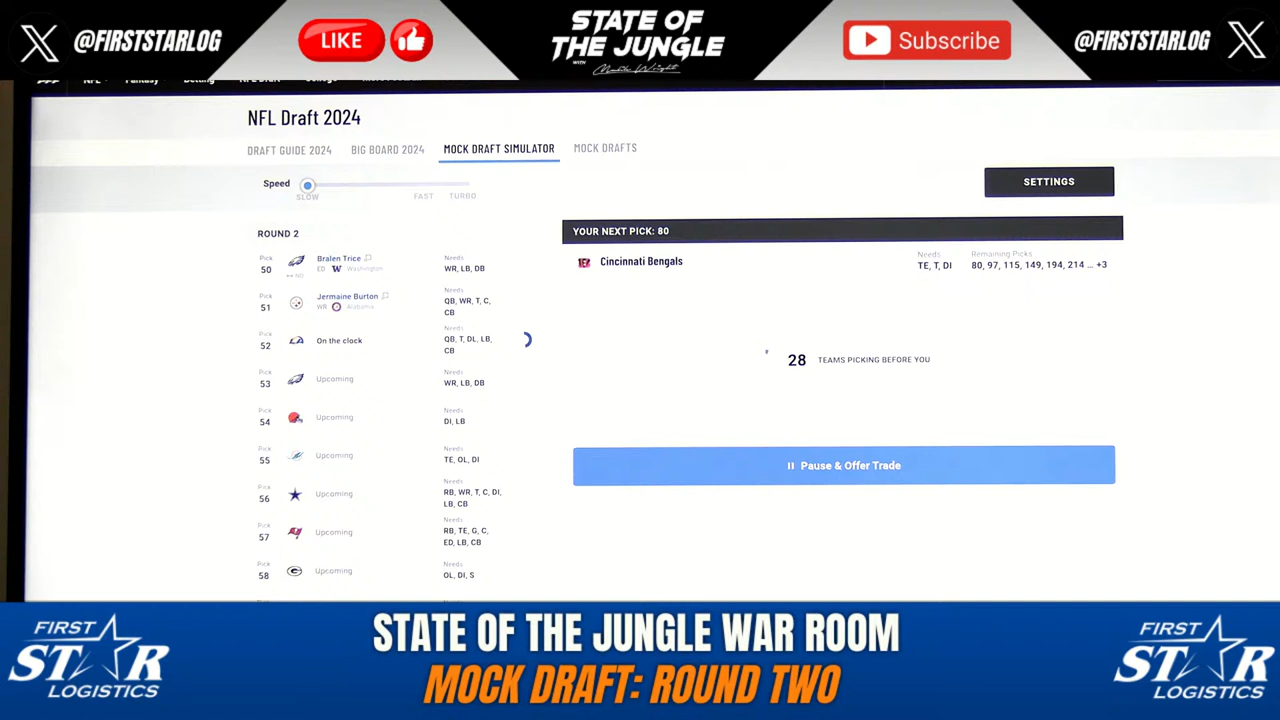 @FIRSTSTARLOG
LIKE
STATE OF
THE JUNGLE
WITH
Subscribe
@FIRSTSTARLOG
NFL Draft 2024
DRAFT GUIDE 2024
BIG BOARD 2024
MOCK DRAFT SIMULATOR
MOCK DRAFTS
Speed
SLOW
FAST
TURBO
SETTINGS
ROUND 2
YOUR NEXT PICK: 80
Cincinnati Bengals
Needs
TE, T, DI
Remaining Picks
80, 97, 115, 149, 194, 214 ... +3
28 TEAMS PICKING BEFORE YOU
Pause & Offer Trade
Pick
50
Bralen Trice
ED W Washington
Needs
WR, LB, DB
Pick
51
Jermaine Burton
WR Alabama
Needs
QB, WR, T, C,
CB
Pick
52
On the clock
Needs
QB, T, DL, LB,
CB
Pick
53
Upcoming
Needs
WR, LB, DB
Pick
54
Upcoming
Needs
DI, LB
Pick
55
Upcoming
Needs
TE, OL, DI
Pick
56
Upcoming
Needs
RB, WR, T, C, DI,
LB, CB
Pick
57
Upcoming
Needs
RB, TE, G, C,
ED, LB, CB
Pick
58
Upcoming
Needs
OL, DI, S
FIRST
STAR
LOGISTICS
STATE OF THE JUNGLE WAR ROOM
MOCK DRAFT: ROUND TWO
FIRST
STAR
LOGISTICS